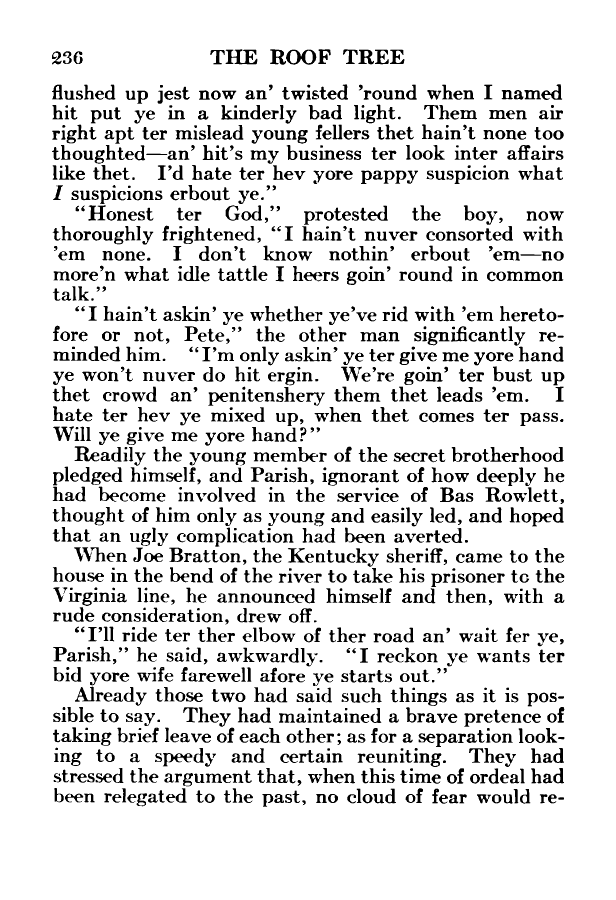 236 THE ROOF TREE
flushed up jest now an' twisted 'round when I named
hit put ye in a kinderly bad light. Them men air
right apt ter mislead young fellers thet hain't none too
thoughted—an' hit's my business ter look inter affairs
like thet. I'd hate ter hev yore pappy suspicion what
I suspicions erbout ye."
"Honest ter God," protested the boy, now
thoroughly frightened, "I hain't nuver consorted with
'em none. I don't know nothin' erbout 'em—no
more'n what idle tattle I heers goin' round in common
talk."
"I hain't askin' ye whether ye've rid with 'em hereto-
fore or not, Pete," the other man significantly re-
minded him. "I'm only askin' ye ter give me yore hand
ye won't nuver do hit ergin. We're goin' ter bust up
thet crowd an' penitenshery them thet leads 'em. I
hate ter hev ye mixed up, when thet comes ter pass.
Will ye give me yore hand?"
Readily the young member of the secret brotherhood
pledged himself, and Parish, ignorant of how deeply he
had become involved in the service of Bas Rowlett,
thought of him only as young and easily led, and hoped
that an ugly complication had been averted.
When Joe Bratton, the Kentucky sheriff, came to the
house in the bend of the river to take his prisoner to the
Virginia line, he announced himself and then, with a
rude consideration, drew off.
"I'll ride ter ther elbow of ther road an' wait fer ye,
Parish," he said, awkwardly. "I reckon ye wants ter
bid yore wife farewell afore ye starts out."
Already those two had said such things as it is pos-
sible to say. They had maintained a brave pretence of
taking brief leave of each other; as for a separation look-
ing to a speedy and certain reuniting. They had
stressed the argument that, when this time of ordeal had
been relegated to the past, no cloud of fear would re-